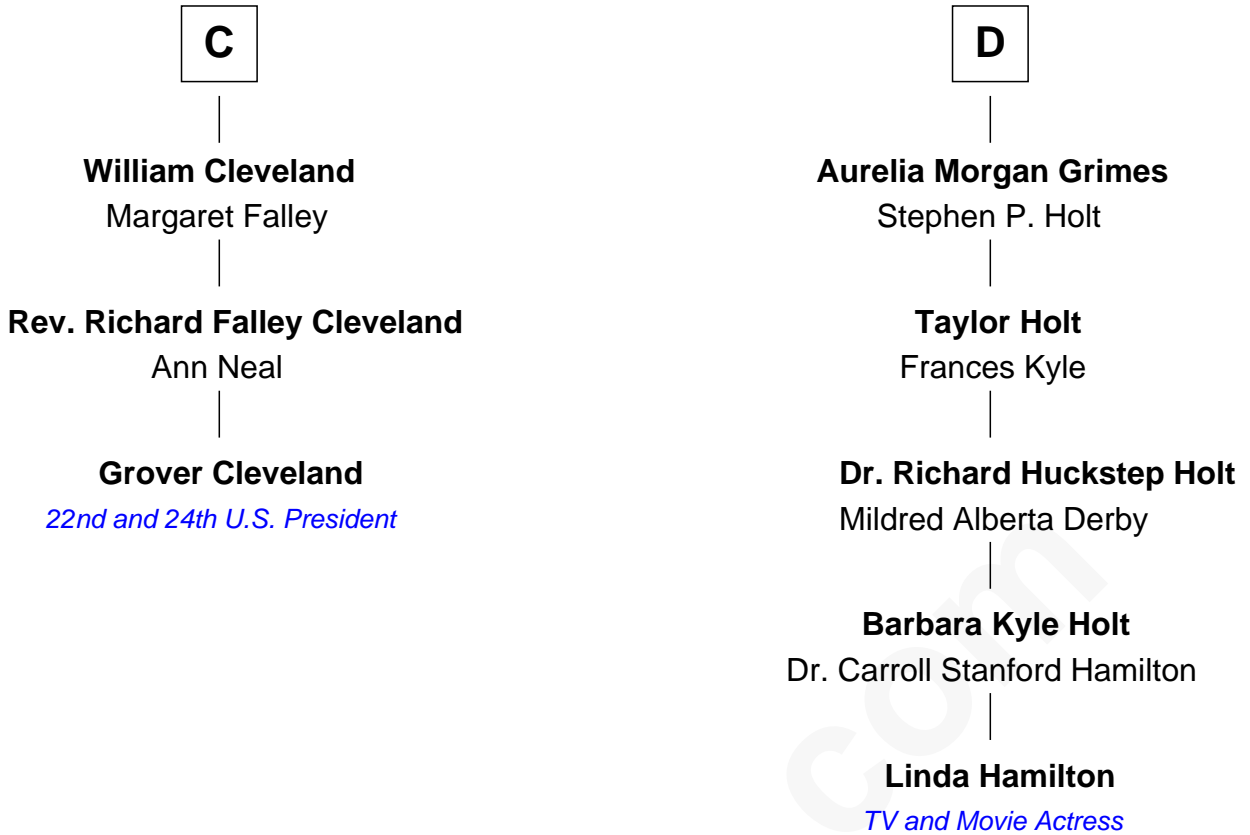 C
William Cleveland
Margaret Falley
Rev. Richard Falley Cleveland
Ann Neal
Grover Cleveland
22nd and 24th U.S. President
D
Aurelia Morgan Grimes
Stephen P. Holt
Taylor Holt
Frances Kyle
Dr. Richard Huckstep Holt
Mildred Alberta Derby
Barbara Kyle Holt
Dr. Carroll Stanford Hamilton
Linda Hamilton
TV and Movie Actress
com